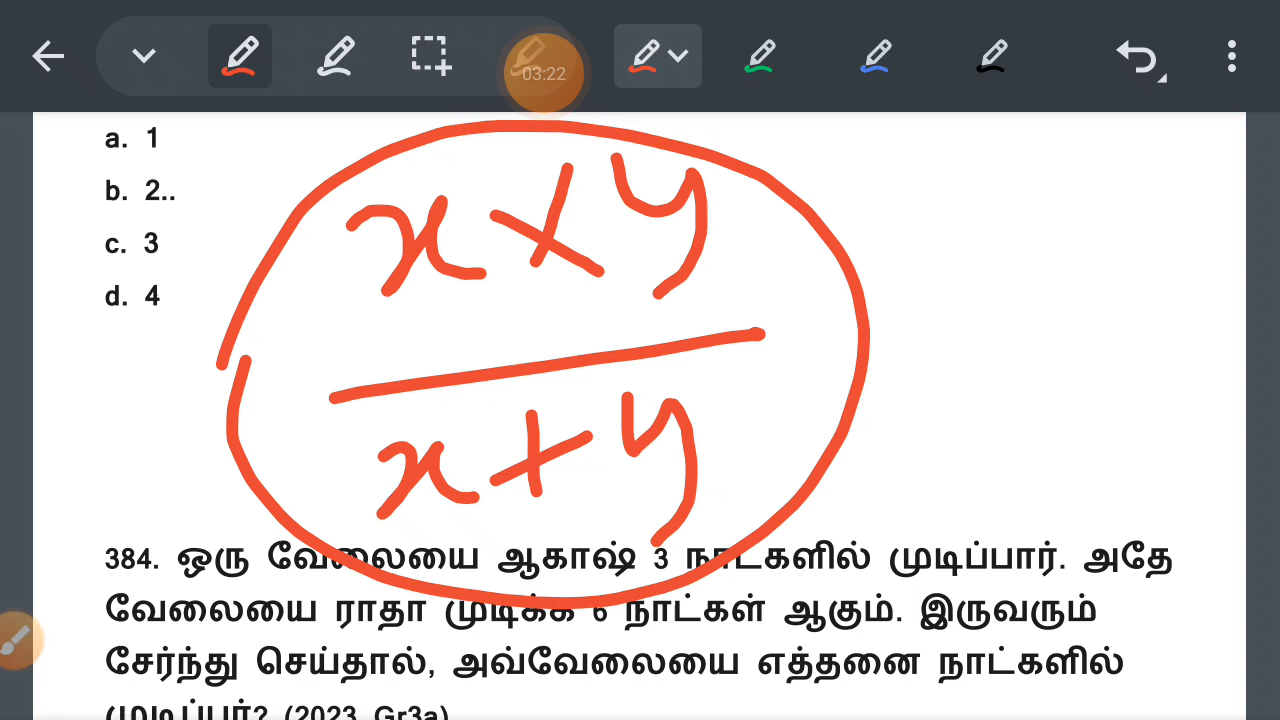 03:22
a. 1
b. 2..
c. 3
d. 4
x × y
x + y
384. ஒரு வேலையை ஆகாஷ் 3 நாட்களில் முடிப்பார். அதே
வேலையை ராதா முடிக்க 6 நாட்கள் ஆகும். இருவரும்
சேர்ந்து செய்தால், அவ்வேலையை எத்தனை நாட்களில்
முடிப்பர்? (2023 Gr3a)